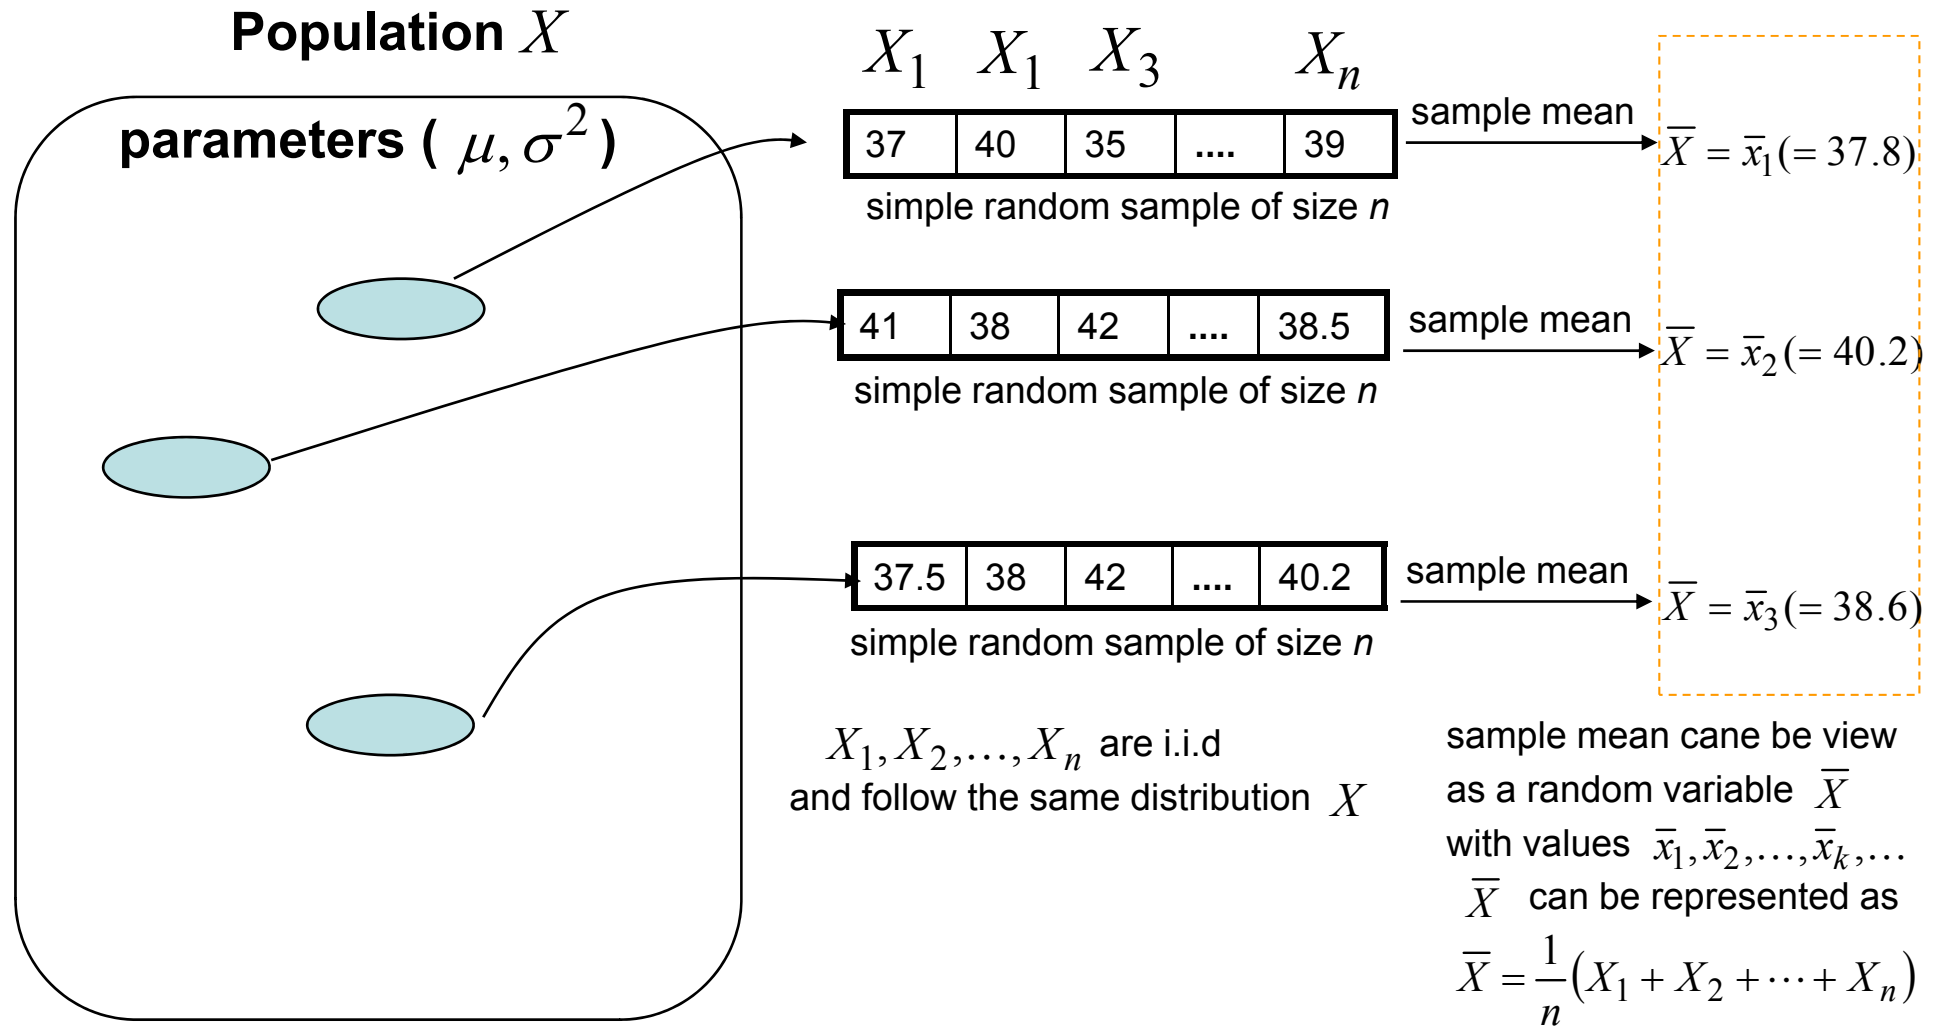 Population X
parameters ( μ, σ² )
X₁ X₁ X₃ Xₙ
37 40 35 .... 39
simple random sample of size n
sample mean
X̅ = x̅₁(= 37.8)
41 38 42 .... 38.5
simple random sample of size n
sample mean
X̅ = x̅₂(= 40.2)
37.5 38 42 .... 40.2
simple random sample of size n
sample mean
X̅ = x̅₃(= 38.6)
X₁, X₂,..., Xₙ are i.i.d
and follow the same distribution X
sample mean cane be view
as a random variable X̅
with values x̅₁, x̅₂,..., x̅ₖ,...
X̅ can be represented as
X̅ = 1/n (X₁ + X₂ + ··· + Xₙ)